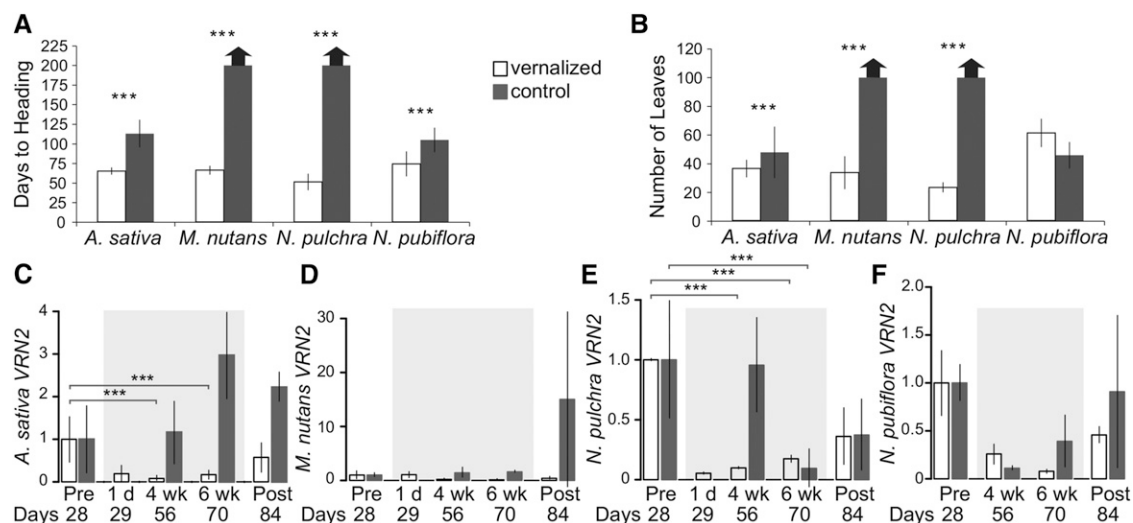 A
Days to Heading
225
200
175
150
125
100
75
50
25
0
***
***
***
***
A. sativa
M. nutans
N. pulchra
N. pubiflora
vernalized
control
B
Number of Leaves
120
100
80
60
40
20
0
***
***
***
A. sativa
M. nutans
N. pulchra
N. pubiflora
C
A. sativa VRN2
4
3
2
1
0
***
***
Pre 1 d 4 wk 6 wk Post
Days 28 29 56 70 84
D
M. nutans VRN2
30
20
10
0
Pre 1 d 4 wk 6 wk Post
Days 28 29 56 70 84
E
N. pulchra VRN2
1.5
1.0
0.5
0
***
***
***
Pre 1 d 4 wk 6 wk Post
Days 28 29 56 70 84
F
N. pubiflora VRN2
2.0
1.5
1.0
0.5
0
Pre 4 wk 6 wk Post
Days 28 56 70 84